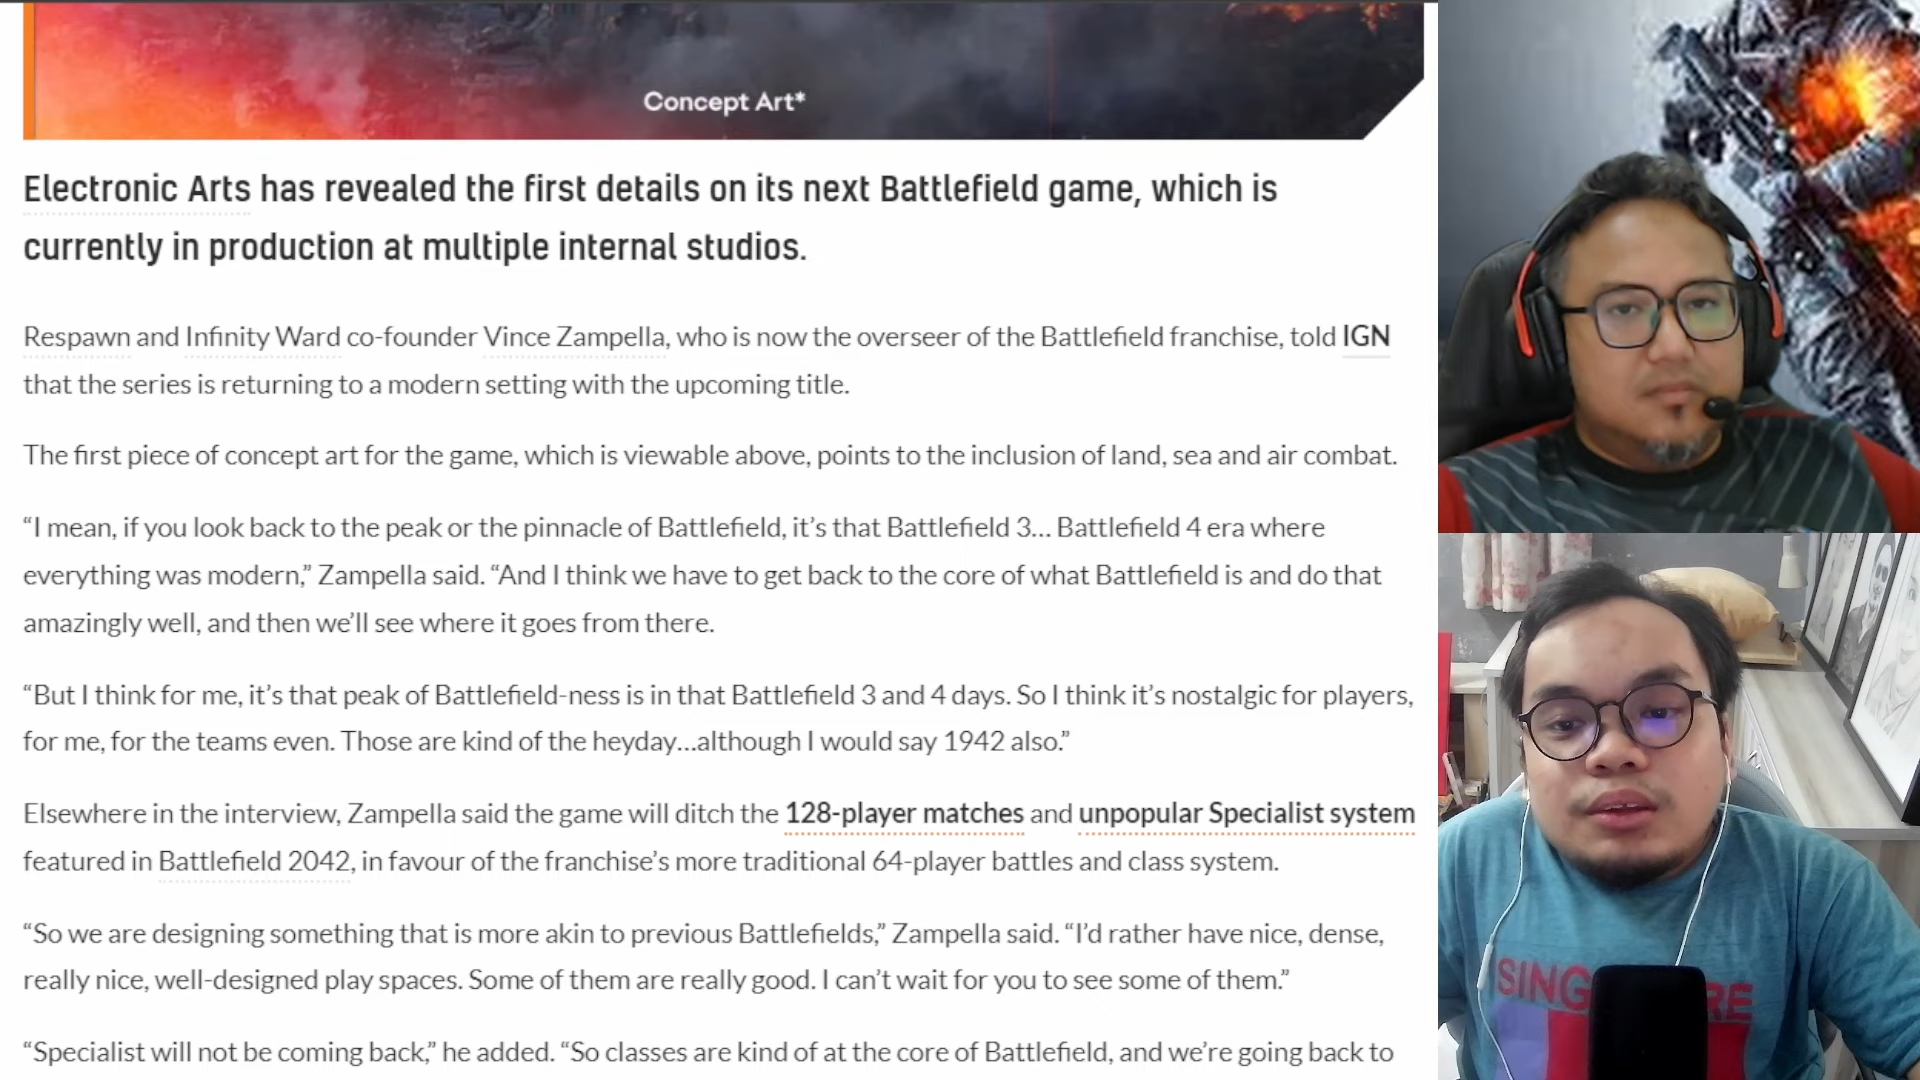 Concept Art*
Electronic Arts has revealed the first details on its next Battlefield game, which is
currently in production at multiple internal studios.
Respawn and Infinity Ward co-founder Vince Zampella, who is now the overseer of the Battlefield franchise, told IGN
that the series is returning to a modern setting with the upcoming title.
The first piece of concept art for the game, which is viewable above, points to the inclusion of land, sea and air combat.
“I mean, if you look back to the peak or the pinnacle of Battlefield, it’s that Battlefield 3… Battlefield 4 era where
everything was modern,” Zampella said. “And I think we have to get back to the core of what Battlefield is and do that
amazingly well, and then we’ll see where it goes from there.
“But I think for me, it’s that peak of Battlefield-ness is in that Battlefield 3 and 4 days. So I think it’s nostalgic for players,
for me, for the teams even. Those are kind of the heyday…although I would say 1942 also.”
Elsewhere in the interview, Zampella said the game will ditch the 128-player matches and unpopular Specialist system
featured in Battlefield 2042, in favour of the franchise’s more traditional 64-player battles and class system.
“So we are designing something that is more akin to previous Battlefields,” Zampella said. “I’d rather have nice, dense,
really nice, well-designed play spaces. Some of them are really good. I can’t wait for you to see some of them.”
“Specialist will not be coming back,” he added. “So classes are kind of at the core of Battlefield, and we’re going back to